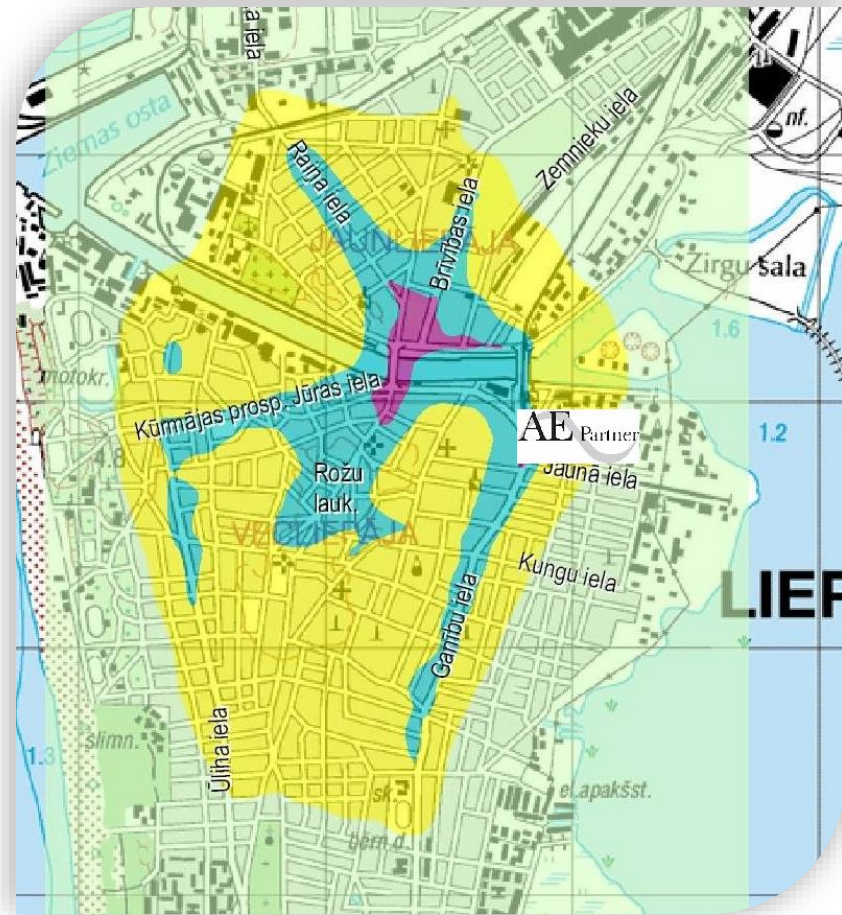 a iela
Ziemas osta
nf.
Zemnieku iela
Raiņa iela
JAUNLIEPĀJA
Brīvības iela
Zirgu sala
1.6
motokr.
Kūrmājas prosp.
Jūras iela
1.2
AE Partner
4.8
Jaunā iela
Rožu
lauk.
VECLIEPĀJA
Kungu iela
LIEP
Ganību iela
slimn.
Ūliha iela
1.3
sk.
el.apakšst.
bērn.d.